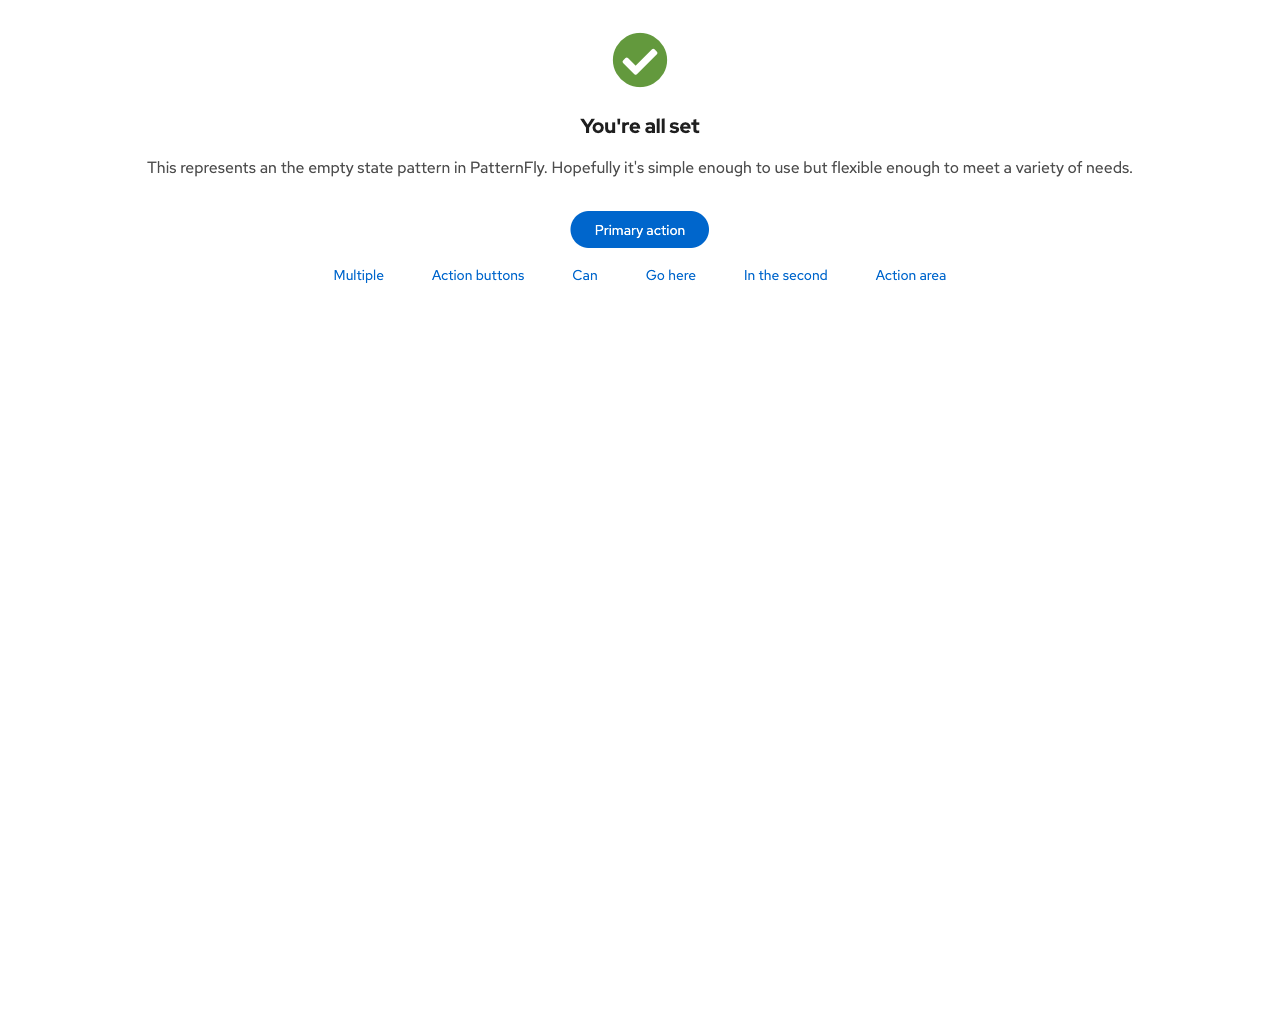 You're all set
This represents an the empty state pattern in PatternFly. Hopefully it's simple enough to use but flexible enough to meet a variety of needs.
Primary action
Multiple Action buttons Can Go here In the second Action area